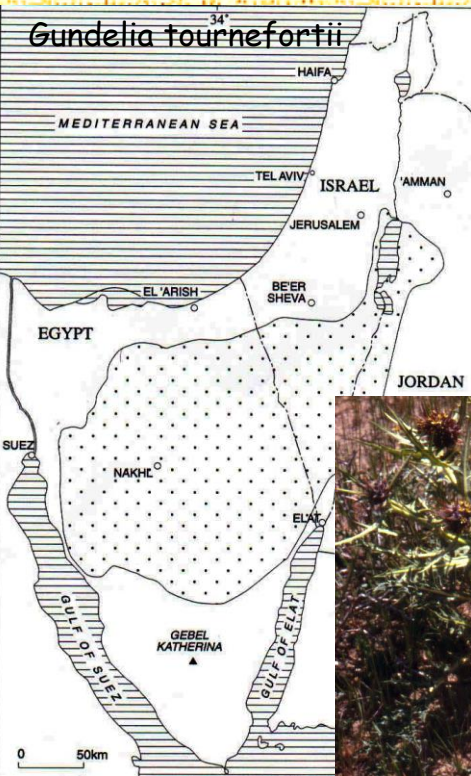 34°
Gundelia tournefortii
HAIFA
MEDITERRANEAN SEA
TEL AVIV
ISRAEL
'AMMAN
JERUSALEM
EL 'ARISH
BE'ER
SHEVA
EGYPT
JORDAN
SUEZ
NAKHL
ELAT
GULF OF SUEZ
GULF OF ELAT
GEBEL
KATHERINA
0 50km